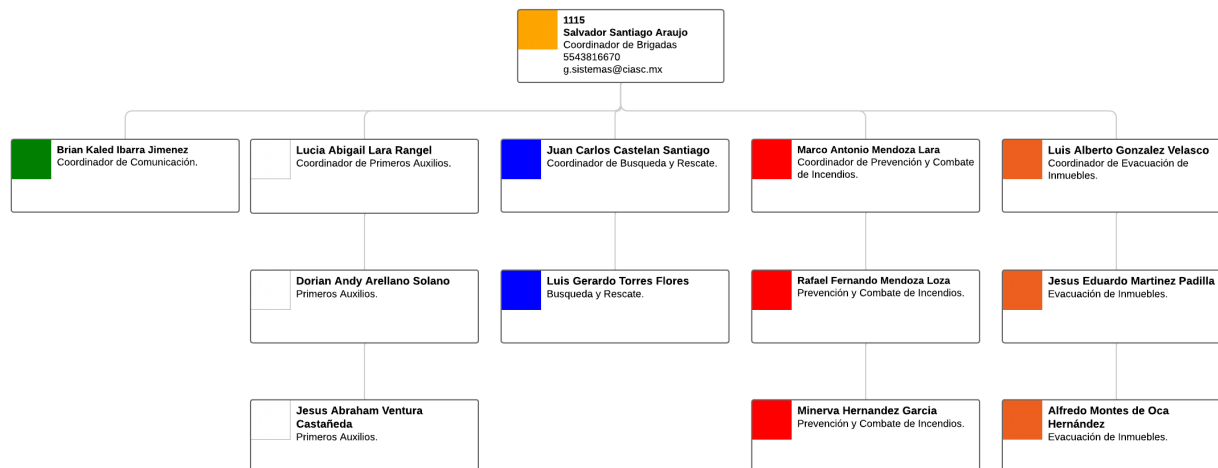 1115
Salvador Santiago Araujo
Coordinador de Brigadas
5543816670
g.sistemas@ciasc.mx
Brian Kaled Ibarra Jimenez
Coordinador de Comunicación.
Lucia Abigail Lara Rangel
Coordinador de Primeros Auxilios.
Juan Carlos Castelan Santiago
Coordinador de Busqueda y Rescate.
Marco Antonio Mendoza Lara
Coordinador de Prevención y Combate
de Incendios.
Luis Alberto Gonzalez Velasco
Coordinador de Evacuación de
Inmuebles.
Dorian Andy Arellano Solano
Primeros Auxilios.
Luis Gerardo Torres Flores
Busqueda y Rescate.
Rafael Fernando Mendoza Loza
Prevención y Combate de Incendios.
Jesus Eduardo Martinez Padilla
Evacuación de Inmuebles.
Jesus Abraham Ventura
Castañeda
Primeros Auxilios.
Minerva Hernandez Garcia
Prevención y Combate de Incendios.
Alfredo Montes de Oca
Hernández
Evacuación de Inmuebles.